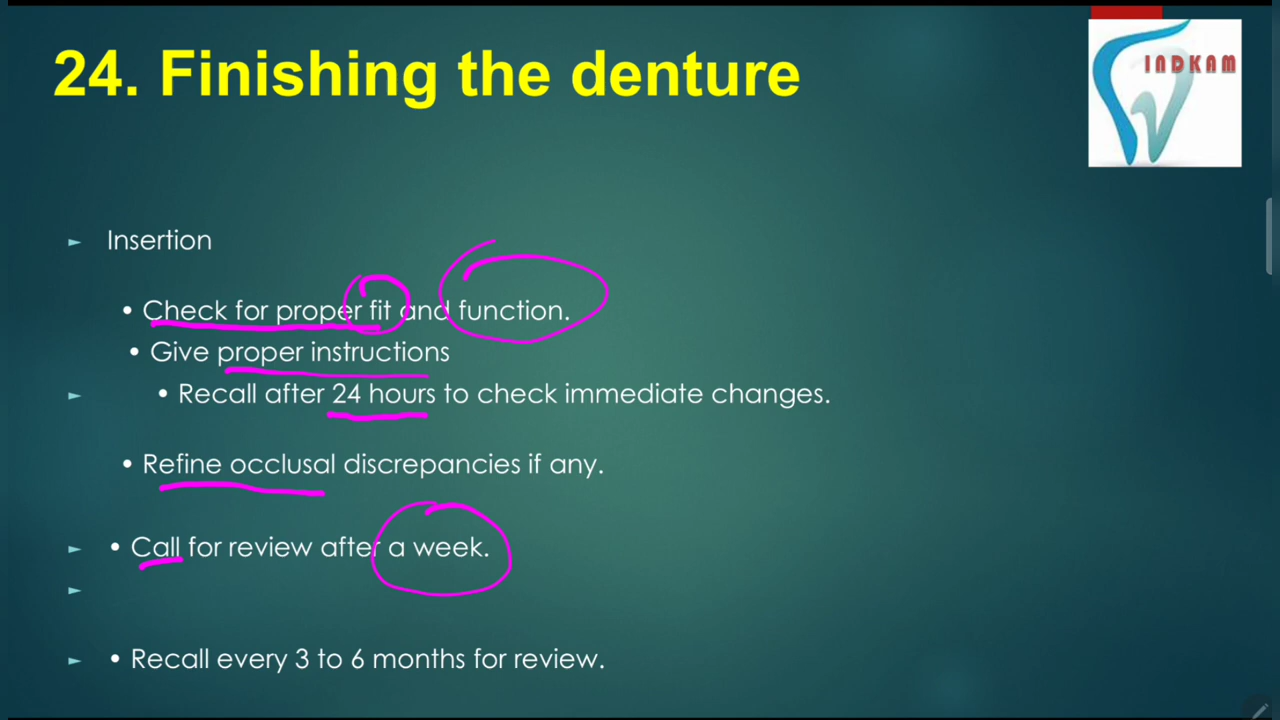 24. Finishing the denture
INDKAM
► Insertion
• Check for proper fit and function.
• Give proper instructions
► • Recall after 24 hours to check immediate changes.
• Refine occlusal discrepancies if any.
► • Call for review after a week.
►
► • Recall every 3 to 6 months for review.